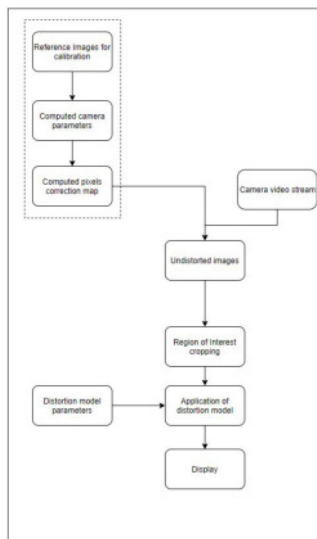 Reference images for
calibration
Computed camera
parameters
Computed pixels
correction map
Camera video stream
Undistorted images
Region of Interest
cropping
Distortion model
parameters
Application of
distortion model
Display